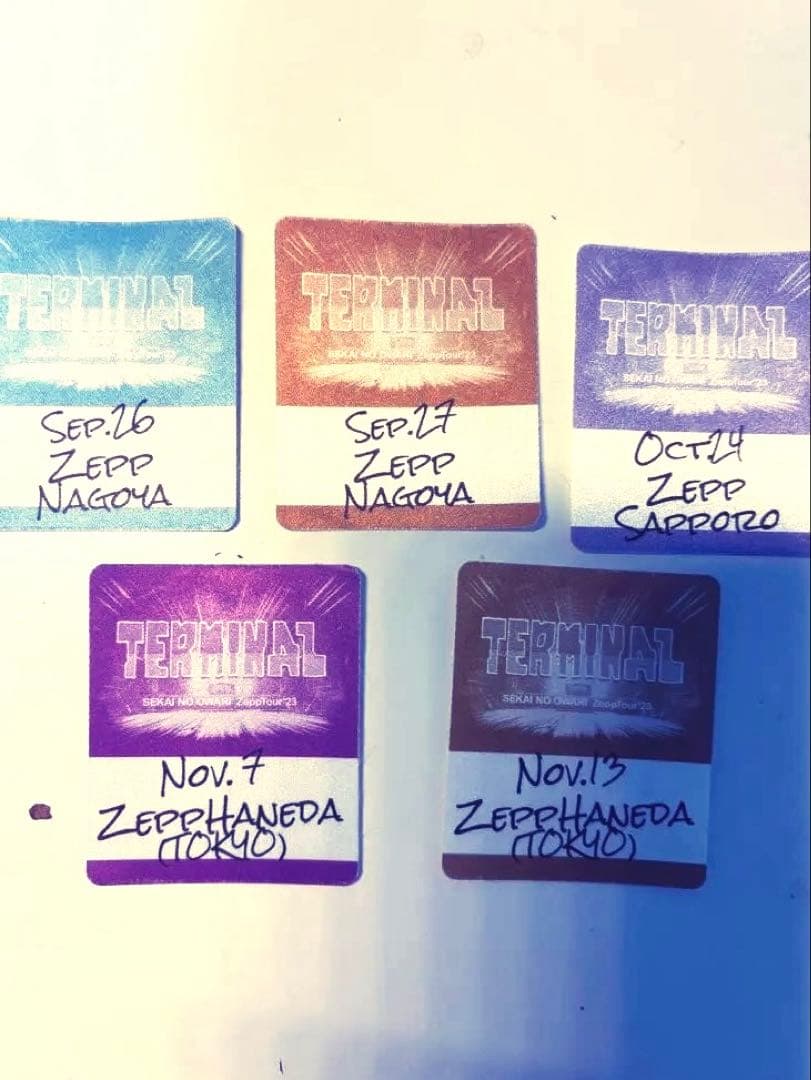 TERMINAL
SEKAI NO OWARI ZeppTour'23
Sep.26
Zepp
Nagoya
TERMINAL
SEKAI NO OWARI ZeppTour'23
Sep.27
Zepp
Nagoya
TERMINAL
SEKAI NO OWARI ZeppTour'23
Oct.24
Zepp
Sapporo
TERMINAL
SEKAI NO OWARI ZeppTour'23
Nov.7
ZeppHaneda
(TOKYO)
TERMINAL
SEKAI NO OWARI ZeppTour'23
Nov.13
ZeppHaneda
(TOKYO)